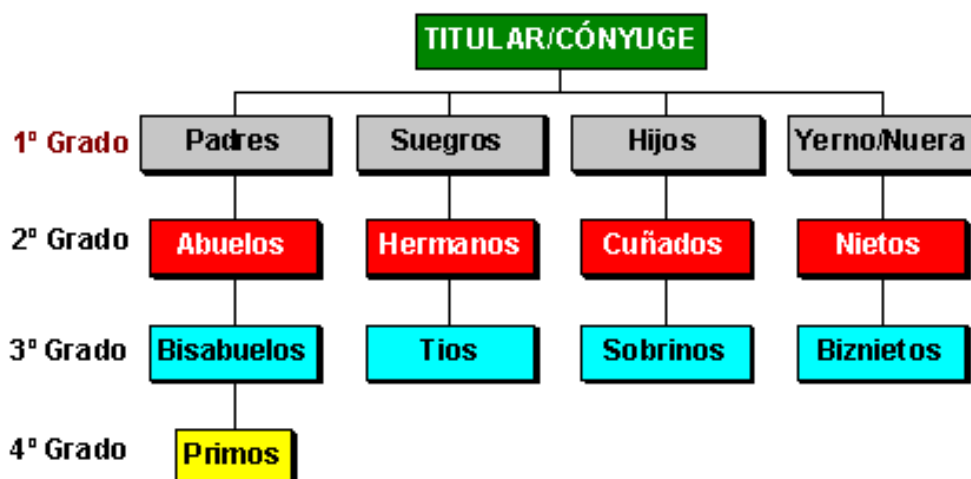 TITULAR/CÓNYUGE
1º Grado Padres Suegros Hijos Yerno/Nuera
2º Grado Abuelos Hermanos Cuñados Nietos
3º Grado Bisabuelos Tios Sobrinos Biznietos
4º Grado Primos